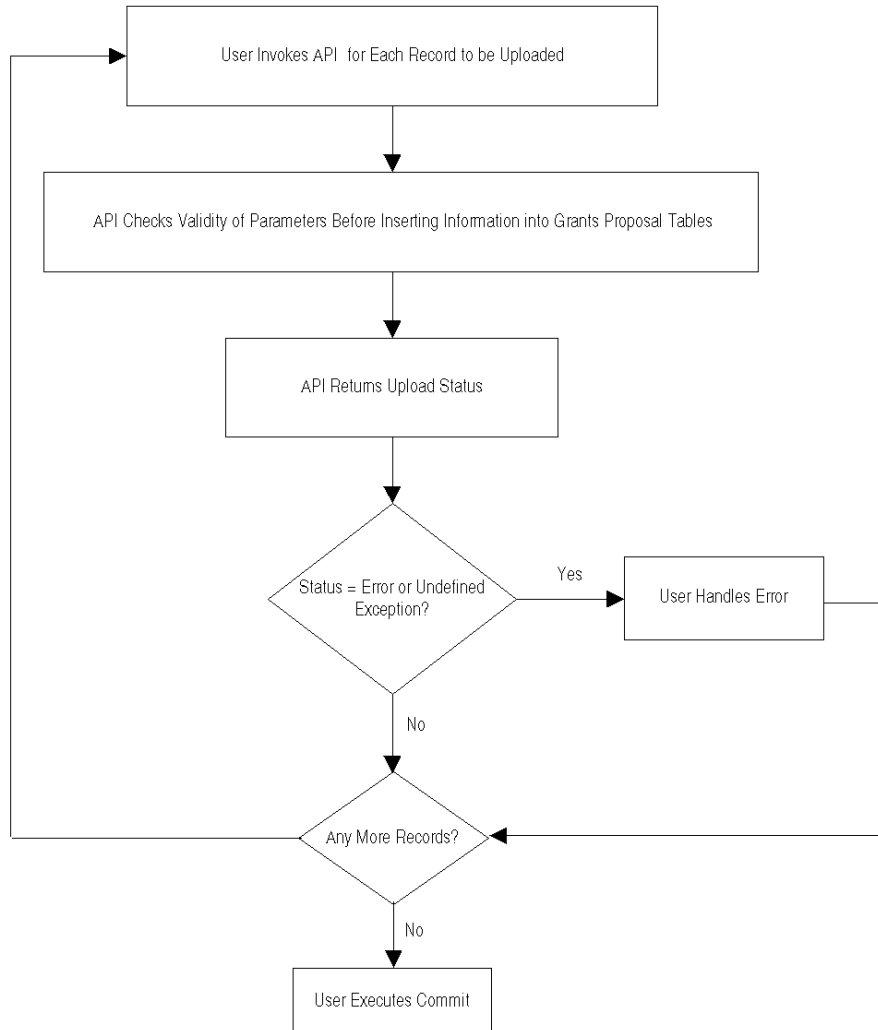 User Invokes API for Each Record to be Uploaded
API Checks Validity of Parameters Before Inserting Information into Grants Proposal Tables
API Returns Upload Status
Status = Error or Undefined
Exception?
Yes
User Handles Error
No
Any More Records?
No
User Executes Commit